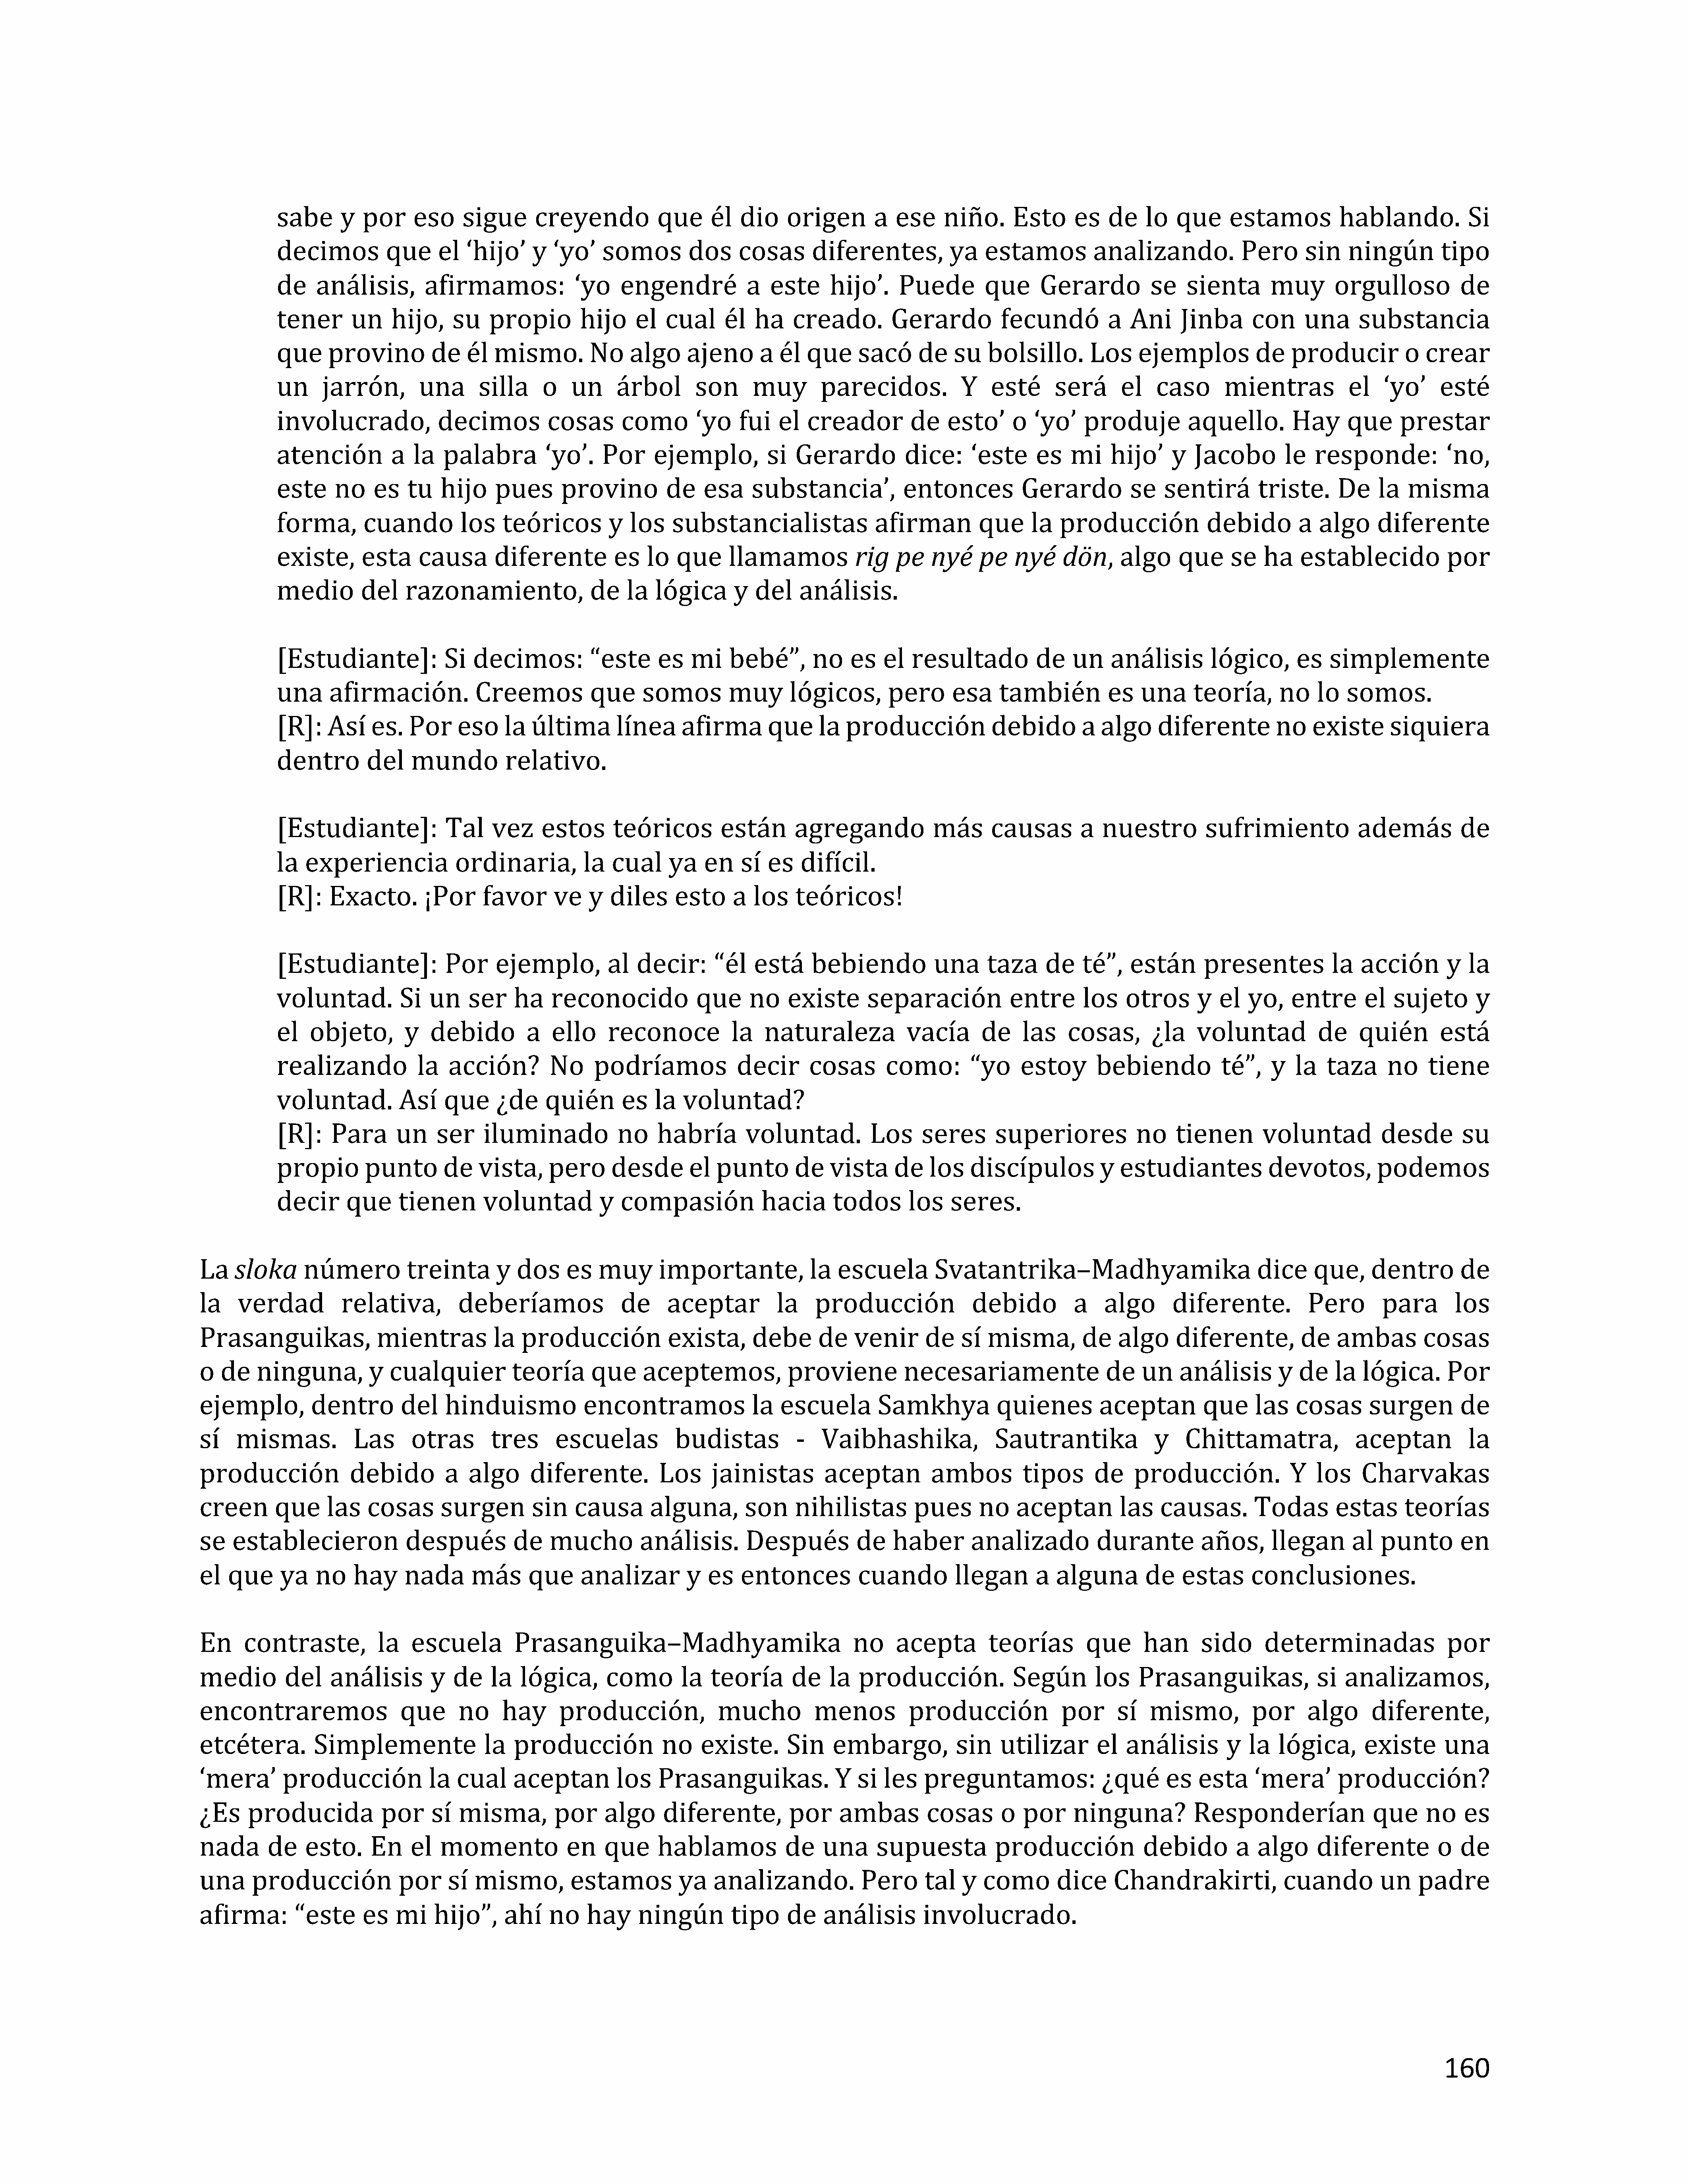 sabe y por eso sigue creyendo que él dio origen a ese niño. Esto es de lo que estamos hablando. Si
decimos que el ‘hijo’ y ‘yo’ somos dos cosas diferentes, ya estamos analizando. Pero sin ningún tipo
de análisis, afirmamos: ‘yo engendré a este hijo’. Puede que Gerardo se sienta muy orgulloso de
tener un hijo, su propio hijo el cual él ha creado. Gerardo fecundó a Ani Jinba con una substancia
que provino de él mismo. No algo ajeno a él que sacó de su bolsillo. Los ejemplos de producir o crear
un jarrón, una silla o un árbol son muy parecidos. Y esté será el caso mientras el ‘yo’ esté
involucrado, decimos cosas como ‘yo fui el creador de esto’ o ‘yo’ produje aquello. Hay que prestar
atención a la palabra ‘yo’. Por ejemplo, si Gerardo dice: ‘este es mi hijo’ y Jacobo le responde: ‘no,
este no es tu hijo pues provino de esa substancia’, entonces Gerardo se sentirá triste. De la misma
forma, cuando los teóricos y los substancialistas afirman que la producción debido a algo diferente
existe, esta causa diferente es lo que llamamos rig pe nyé pe nyé dön, algo que se ha establecido por
medio del razonamiento, de la lógica y del análisis.
[Estudiante]: Si decimos: “este es mi bebé”, no es el resultado de un análisis lógico, es simplemente
una afirmación. Creemos que somos muy lógicos, pero esa también es una teoría, no lo somos.
[R]: Así es. Por eso la última línea afirma que la producción debido a algo diferente no existe siquiera
dentro del mundo relativo.
[Estudiante]: Tal vez estos teóricos están agregando más causas a nuestro sufrimiento además de
la experiencia ordinaria, la cual ya en sí es difícil.
[R]: Exacto. ¡Por favor ve y diles esto a los teóricos!
[Estudiante]: Por ejemplo, al decir: “él está bebiendo una taza de té”, están presentes la acción y la
voluntad. Si un ser ha reconocido que no existe separación entre los otros y el yo, entre el sujeto y
el objeto, y debido a ello reconoce la naturaleza vacía de las cosas, ¿la voluntad de quién está
realizando la acción? No podríamos decir cosas como: “yo estoy bebiendo té”, y la taza no tiene
voluntad. Así que ¿de quién es la voluntad?
[R]: Para un ser iluminado no habría voluntad. Los seres superiores no tienen voluntad desde su
propio punto de vista, pero desde el punto de vista de los discípulos y estudiantes devotos, podemos
decir que tienen voluntad y compasión hacia todos los seres.
La sloka número treinta y dos es muy importante, la escuela Svatantrika–Madhyamika dice que, dentro de
la verdad relativa, deberíamos de aceptar la producción debido a algo diferente. Pero para los
Prasanguikas, mientras la producción exista, debe de venir de sí misma, de algo diferente, de ambas cosas
o de ninguna, y cualquier teoría que aceptemos, proviene necesariamente de un análisis y de la lógica. Por
ejemplo, dentro del hinduismo encontramos la escuela Samkhya quienes aceptan que las cosas surgen de
sí mismas. Las otras tres escuelas budistas - Vaibhashika, Sautrantika y Chittamatra, aceptan la
producción debido a algo diferente. Los jainistas aceptan ambos tipos de producción. Y los Charvakas
creen que las cosas surgen sin causa alguna, son nihilistas pues no aceptan las causas. Todas estas teorías
se establecieron después de mucho análisis. Después de haber analizado durante años, llegan al punto en
el que ya no hay nada más que analizar y es entonces cuando llegan a alguna de estas conclusiones.
En contraste, la escuela Prasanguika–Madhyamika no acepta teorías que han sido determinadas por
medio del análisis y de la lógica, como la teoría de la producción. Según los Prasanguikas, si analizamos,
encontraremos que no hay producción, mucho menos producción por sí mismo, por algo diferente,
etcétera. Simplemente la producción no existe. Sin embargo, sin utilizar el análisis y la lógica, existe una
‘mera’ producción la cual aceptan los Prasanguikas. Y si les preguntamos: ¿qué es esta ‘mera’ producción?
¿Es producida por sí misma, por algo diferente, por ambas cosas o por ninguna? Responderían que no es
nada de esto. En el momento en que hablamos de una supuesta producción debido a algo diferente o de
una producción por sí mismo, estamos ya analizando. Pero tal y como dice Chandrakirti, cuando un padre
afirma: “este es mi hijo”, ahí no hay ningún tipo de análisis involucrado.
160